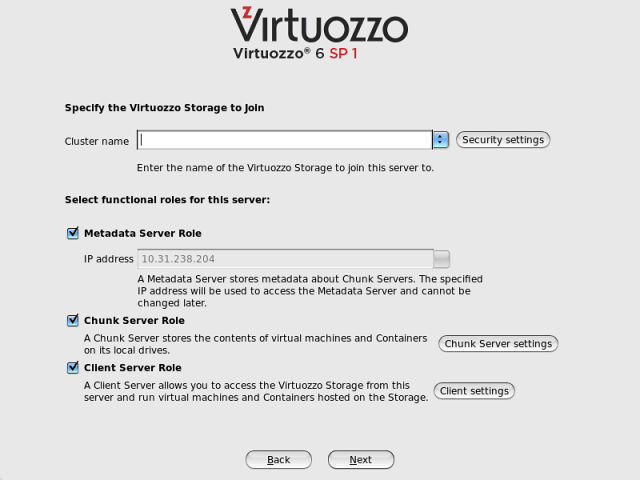 Virtuozzo
Virtuozzo® 6 SP 1
Specify the Virtuozzo Storage to Join
Cluster name
Security settings
Enter the name of the Virtuozzo Storage to join this server to.
Select functional roles for this server:
Metadata Server Role
IP address 10.31.238.204
A Metadata Server stores metadata about Chunk Servers. The specified
IP address will be used to access the Metadata Server and cannot be
changed later.
Chunk Server Role
A Chunk Server stores the contents of virtual machines and Containers
on its local drives.
Chunk Server settings
Client Server Role
A Client Server allows you to access the Virtuozzo Storage from this
server and run virtual machines and Containers hosted on the Storage.
Client settings
Back
Next